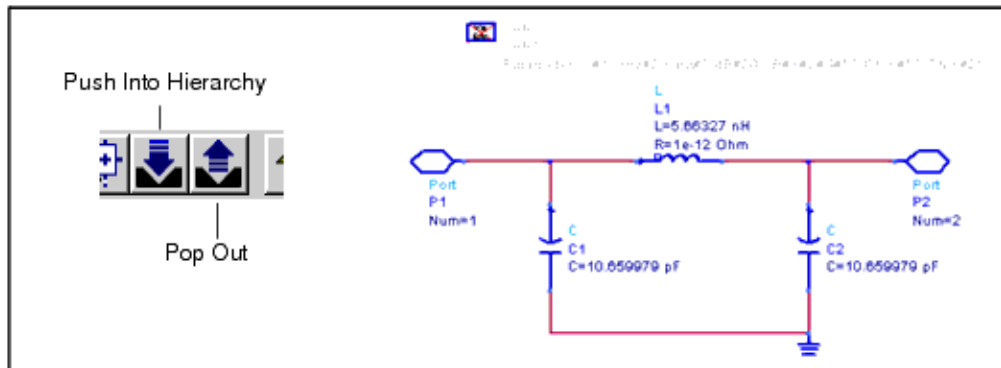 Push Into Hierarchy
Pop Out
L
L1
L=5.66327 nH
R=1e-12 Ohm
Port
P1
Num=1
C
C1
C=10.659979 pF
C
C2
C=10.659979 pF
Port
P2
Num=2